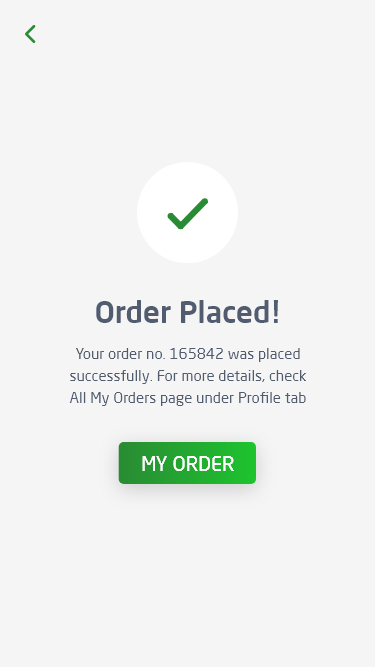 Order Placed!
Your order no. 165842 was placed
successfully. For more details, check
All My Orders page under Profile tab
MY ORDER